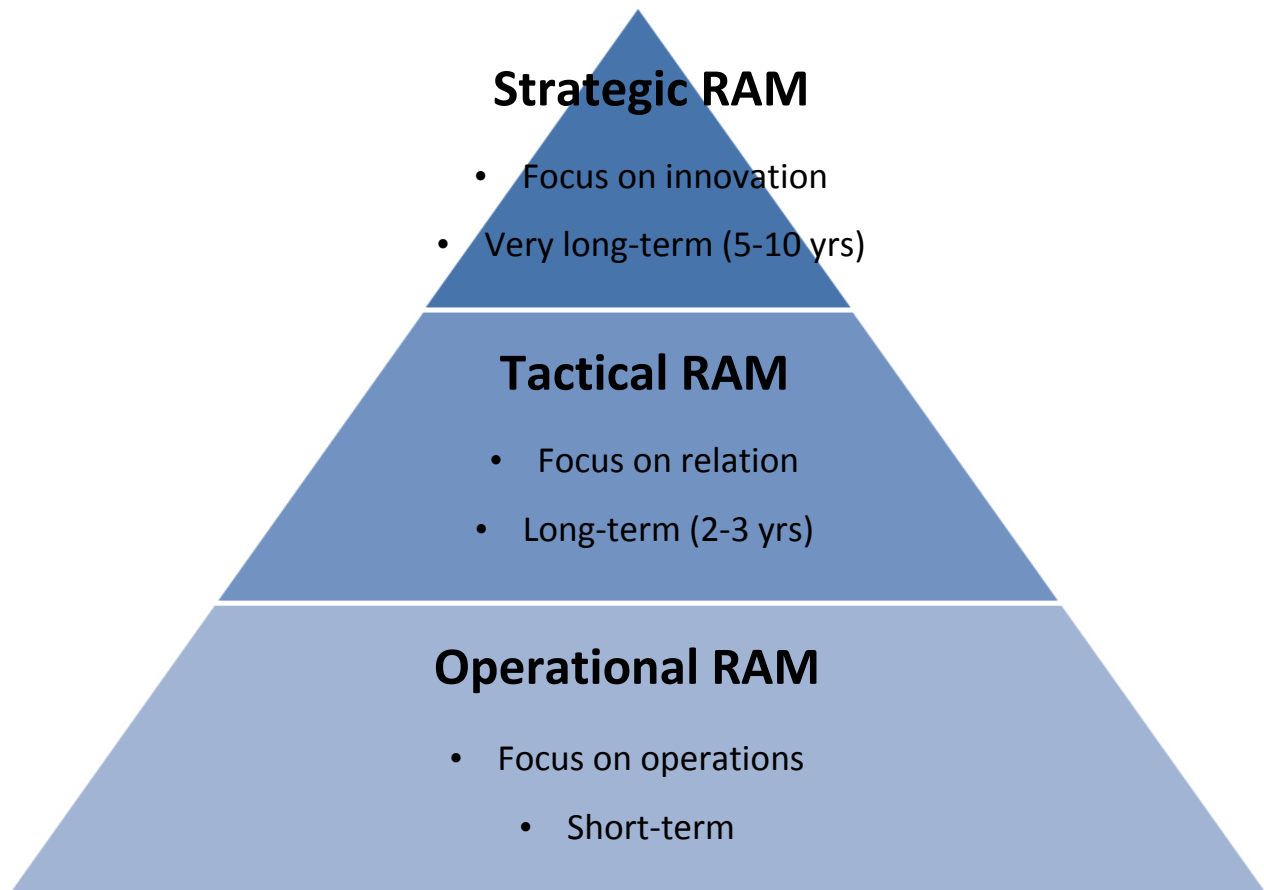 Strategic RAM
• Focus on innovation
• Very long-term (5-10 yrs)
Tactical RAM
• Focus on relation
• Long-term (2-3 yrs)
Operational RAM
• Focus on operations
• Short-term